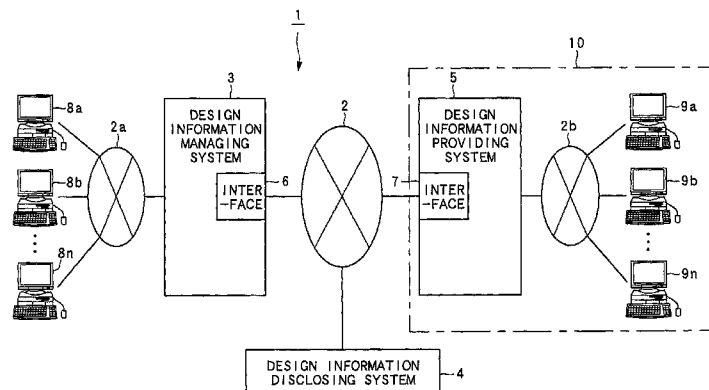 1
10
3
2
5
8a
DESIGN
INFORMATION
MANAGING
SYSTEM
DESIGN
INFORMATION
PROVIDING
SYSTEM
9a
2a
2b
8b
6
INTER
-FACE
7
INTER
-FACE
9b
8n
9n
DESIGN INFORMATION
DISCLOSING SYSTEM
4